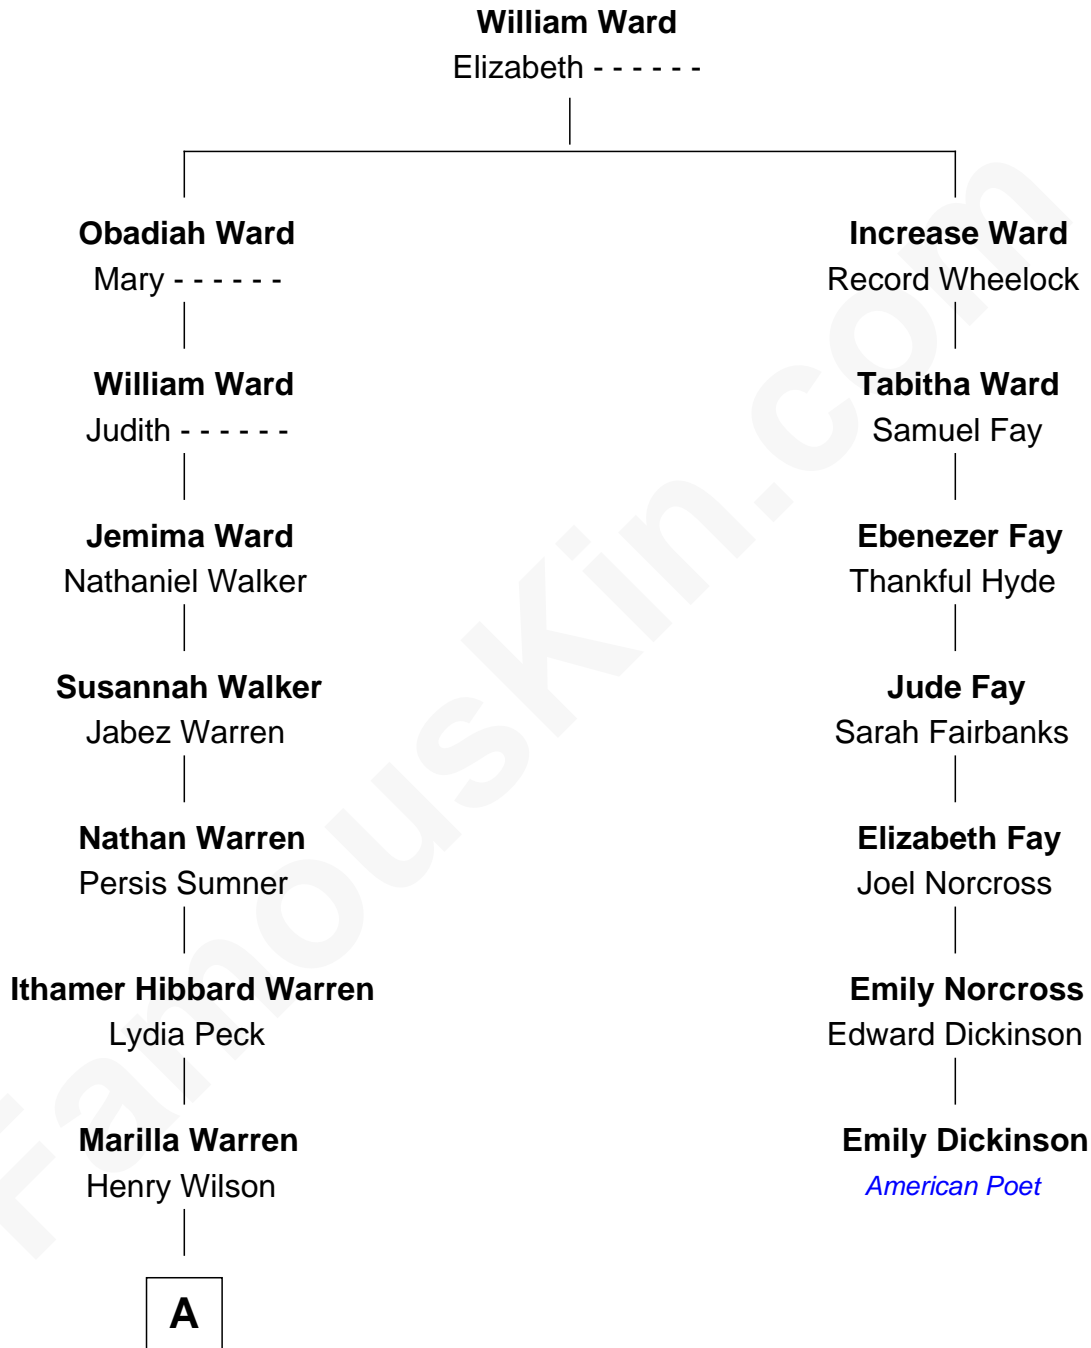 William Ward
Elizabeth - - - - - -
Obadiah Ward
Mary - - - - - -
Increase Ward
Record Wheelock
William Ward
Judith - - - - - -
Tabitha Ward
Samuel Fay
Jemima Ward
Nathaniel Walker
Ebenezer Fay
Thankful Hyde
Susannah Walker
Jabez Warren
Jude Fay
Sarah Fairbanks
Nathan Warren
Persis Sumner
Elizabeth Fay
Joel Norcross
Ithamer Hibbard Warren
Lydia Peck
Emily Norcross
Edward Dickinson
Marilla Warren
Henry Wilson
Emily Dickinson
American Poet
A
FamousKin.com